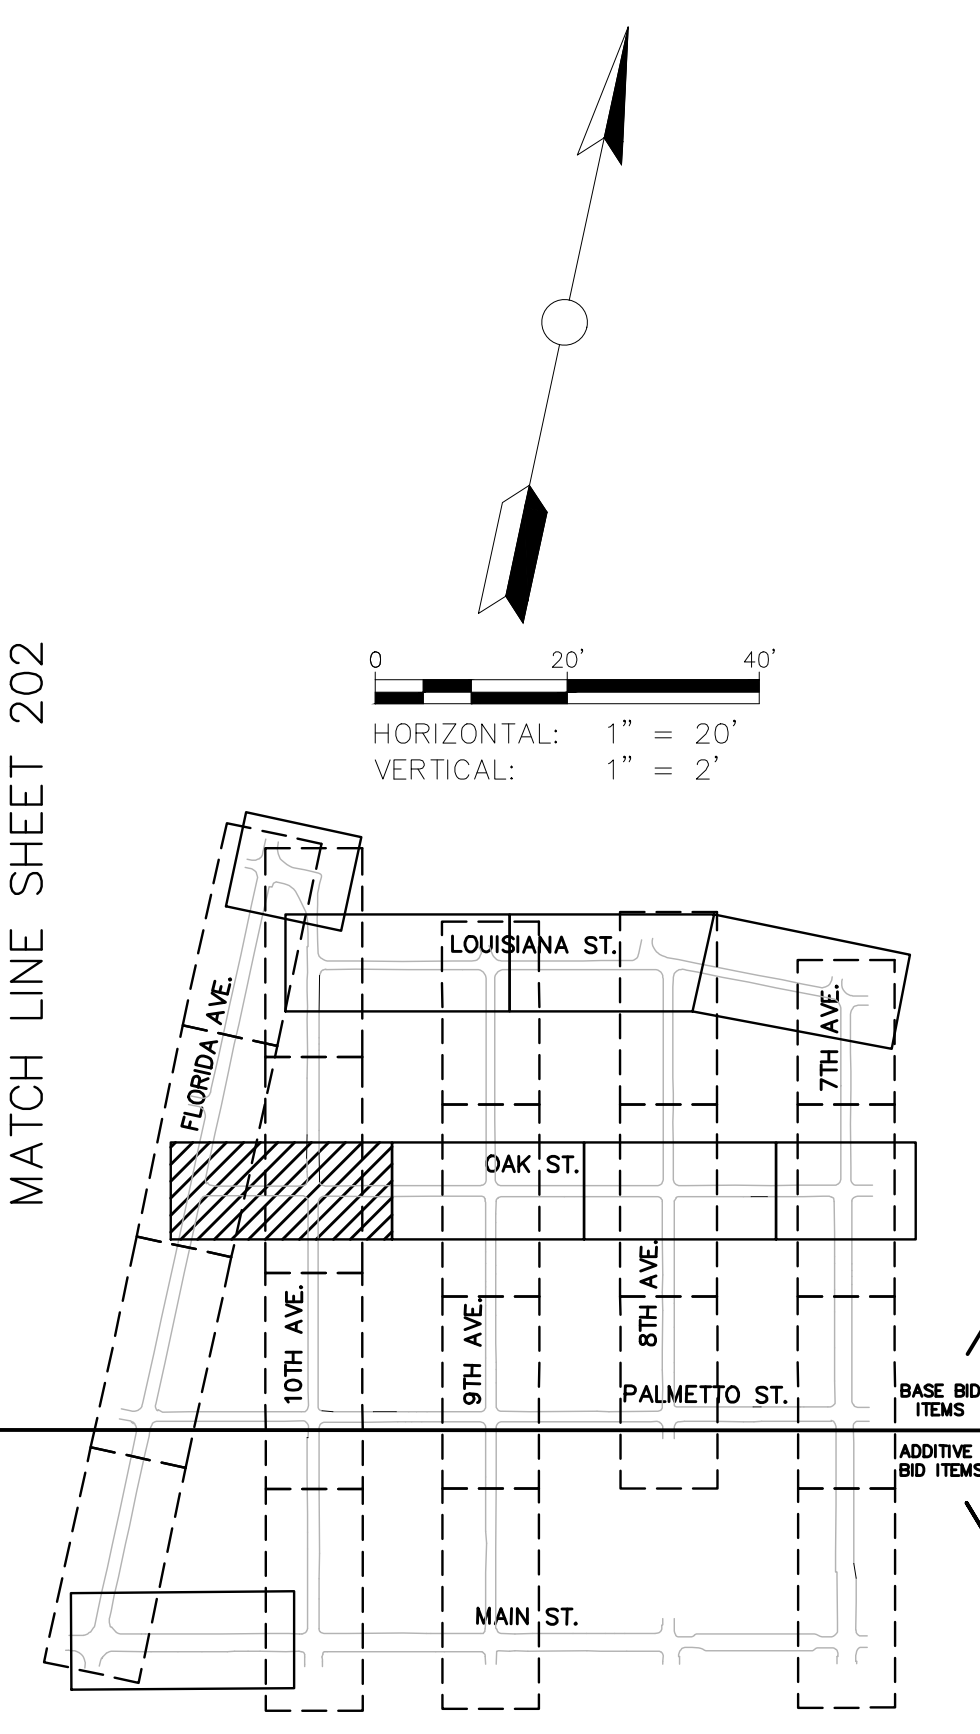 MATCH LINE SHEET 202
0 20' 40'
HORIZONTAL: 1" = 20'
VERTICAL: 1" = 2'
LOUISIANA ST.
FLORIDA AVE.
7TH AVE.
OAK ST.
10TH AVE.
9TH AVE.
8TH AVE.
PALMETTO ST.
BASE BID
ITEMS
ADDITIVE
BID ITEMS
MAIN ST.